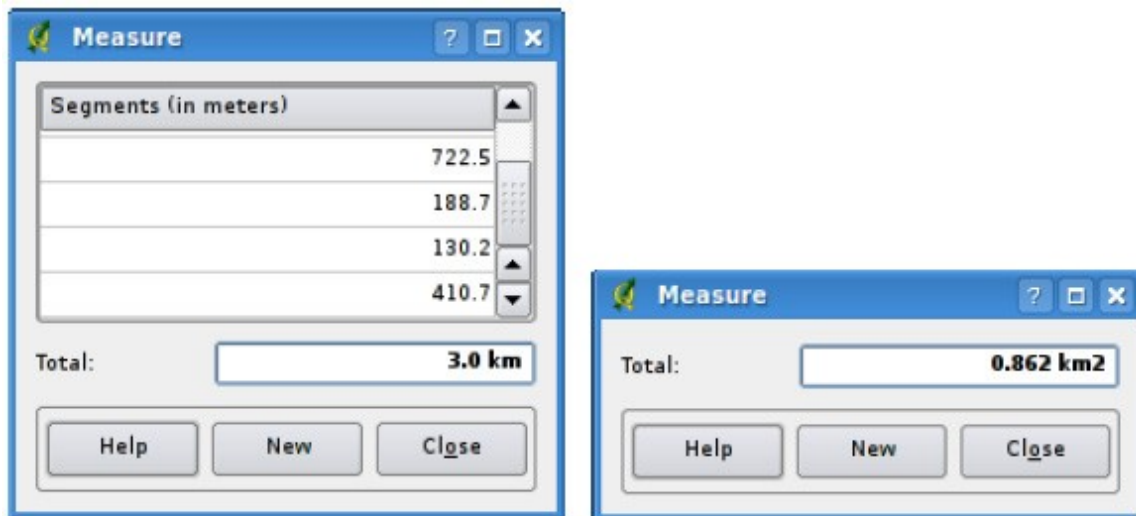 Measure
Segments (in meters)
722.5
188.7
130.2
410.7
Total: 3.0 km
Help New Close
Measure
Total: 0.862 km2
Help New Close